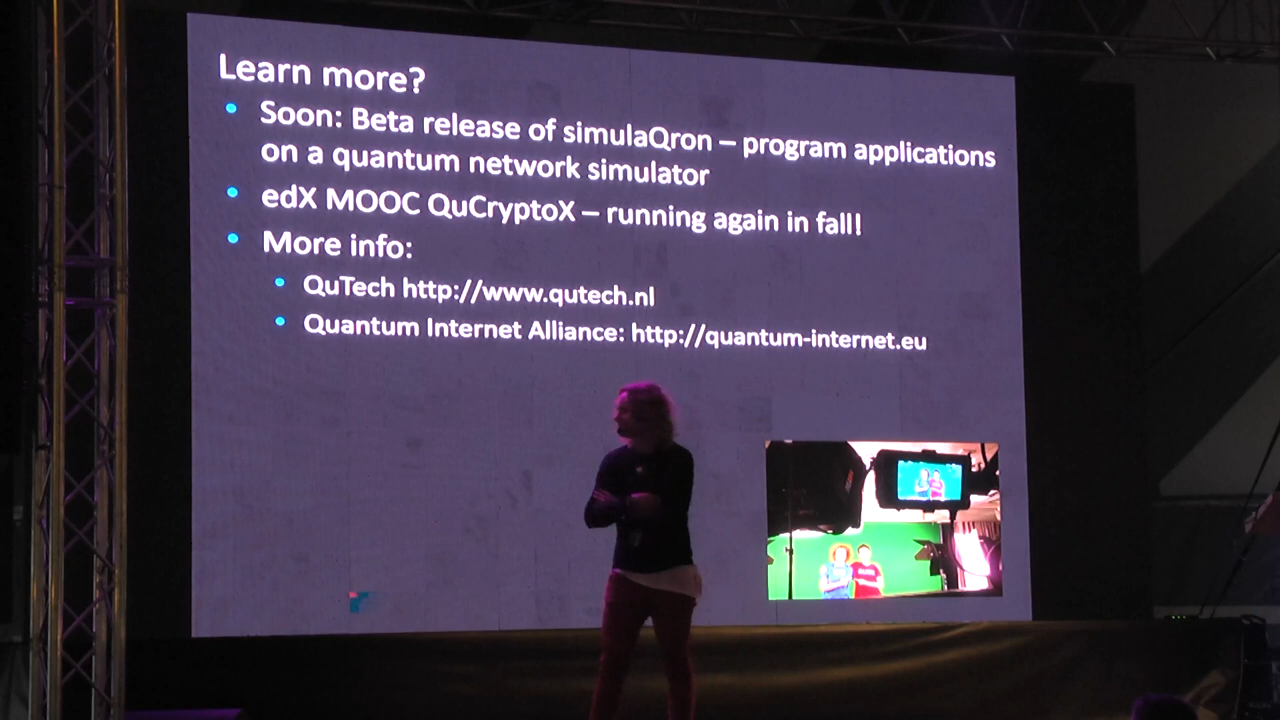 Learn more?
• Soon: Beta release of simulaQron – program applications
on a quantum network simulator
• edX MOOC QuCryptoX – running again in fall!
• More info:
• QuTech http://www.qutech.nl
• Quantum Internet Alliance: http://quantum-internet.eu